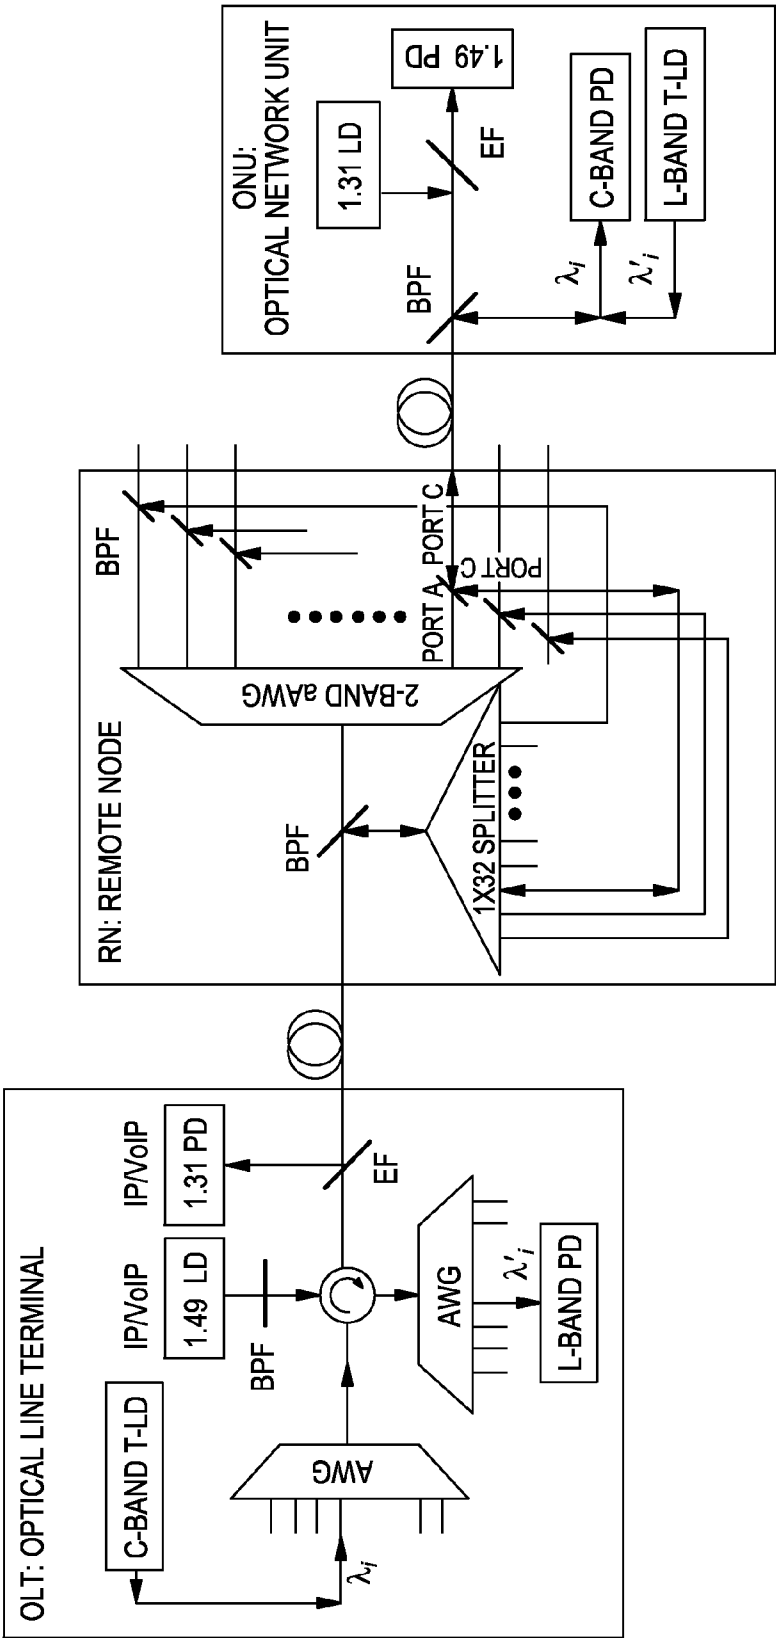 OLT: OPTICAL LINE TERMINAL
C-BAND T-LD
IP/VoIP
1.49 LD
BPF
IP/VoIP
1.31 PD
EF
λi
AWG
AWG
λ'i
L-BAND PD
RN: REMOTE NODE
BPF
1X32 SPLITTER
2-BAND aAWG
BPF
PORT A
PORT C
PORT C
ONU:
OPTICAL NETWORK UNIT
BPF
1.31 LD
EF
1.49 PD
λi
C-BAND PD
λ'i
L-BAND T-LD